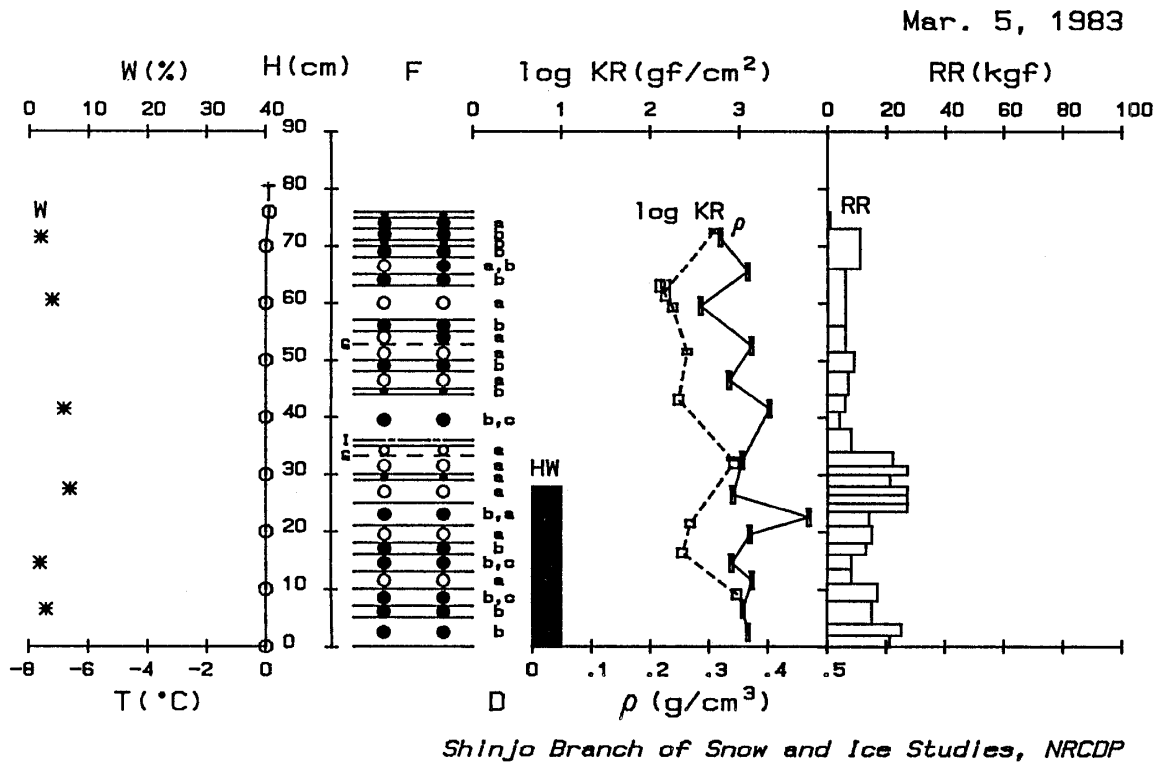 Mar. 5, 1983
W(%) H(cm) F log KR(gf/cm²) RR(kgf)
0 10 20 30 40 0 1 2 3 0 20 40 60 80 100
90
T 80
W log KR ρ RR
a
b
b
b
70
a,b
b
60 a
b
a
G
a
50 b
a
b
40 b,c
I
G a
a HW
30 a
a
b,a
20 a
b
b,c
a
10 b,c
b
b
0
-8 -6 -4 -2 0 0 .1 .2 .3 .4 .5
T(°C) D ρ (g/cm³)
Shinjo Branch of Snow and Ice Studies, NRCDP